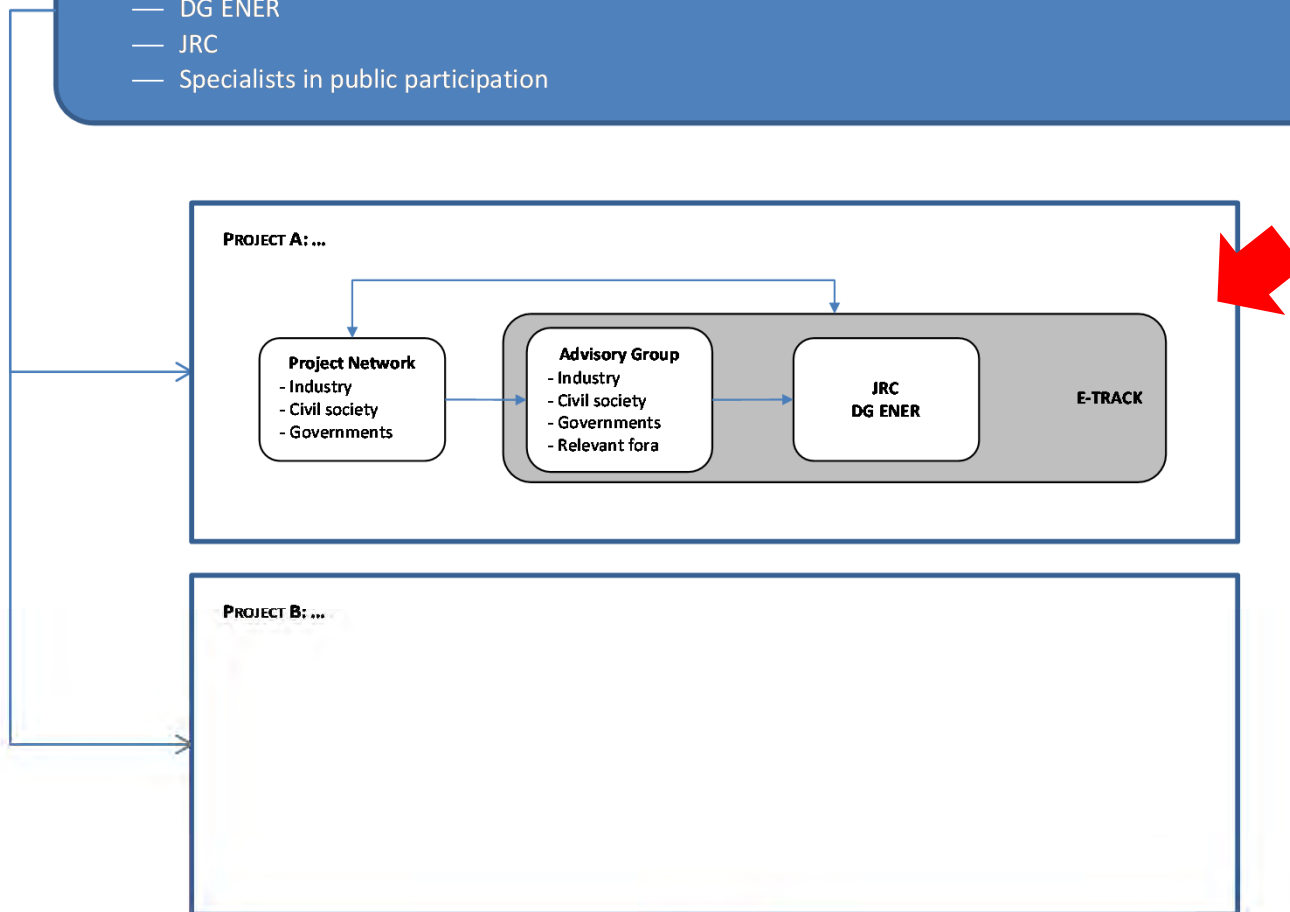 — DG ENER
— JRC
— Specialists in public participation
PROJECT A: ...
Project Network
- Industry
- Civil society
- Governments
Advisory Group
- Industry
- Civil society
- Governments
- Relevant fora
JRC
DG ENER
E-TRACK
PROJECT B: ...